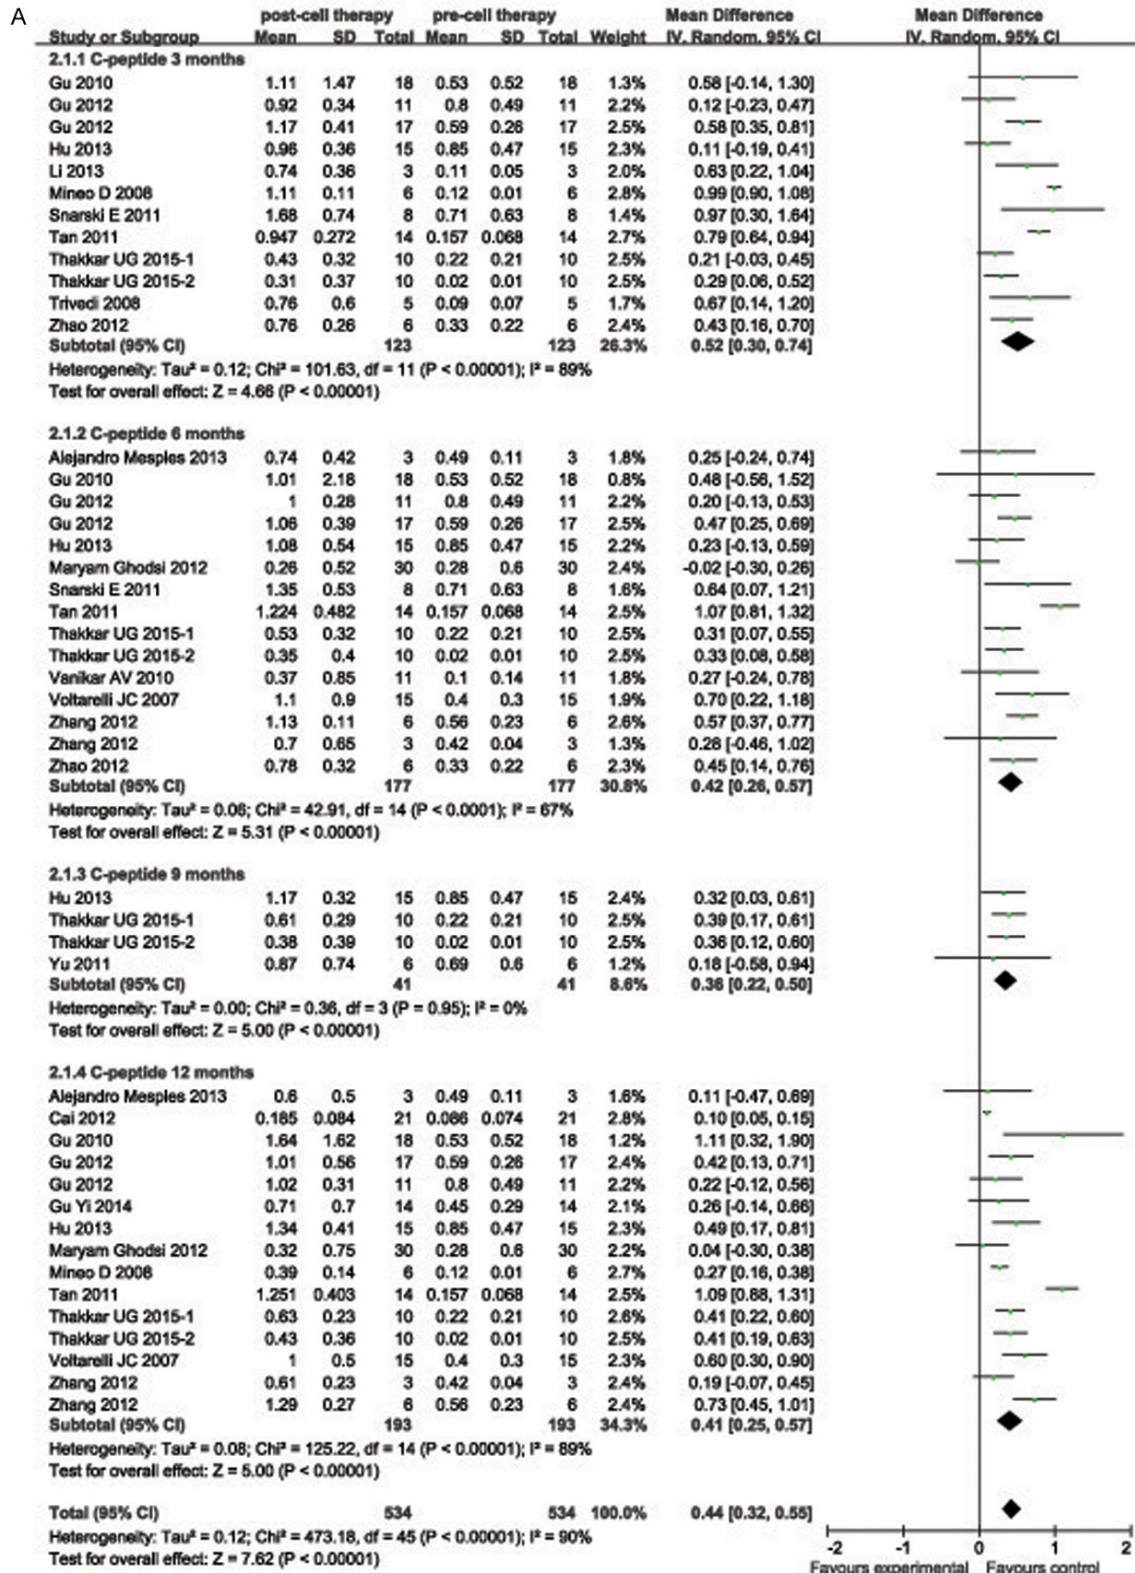 A
post-cell therapy pre-cell therapy Mean Difference Mean Difference
Study or Subgroup Mean SD Total Mean SD Total Weight IV. Random. 95% CI IV. Random. 95% CI
2.1.1 C-peptide 3 months
Gu 2010 1.11 1.47 18 0.53 0.52 18 1.3% 0.58 [-0.14, 1.30]
Gu 2012 0.92 0.34 11 0.8 0.49 11 2.2% 0.12 [-0.23, 0.47]
Gu 2012 1.17 0.41 17 0.59 0.26 17 2.5% 0.58 [0.35, 0.81]
Hu 2013 0.96 0.36 15 0.85 0.47 15 2.3% 0.11 [-0.19, 0.41]
Li 2013 0.74 0.36 3 0.11 0.05 3 2.0% 0.63 [0.22, 1.04]
Mineo D 2008 1.11 0.11 6 0.12 0.01 6 2.8% 0.99 [0.90, 1.08]
Snarski E 2011 1.68 0.74 8 0.71 0.63 8 1.4% 0.97 [0.30, 1.64]
Tan 2011 0.947 0.272 14 0.157 0.068 14 2.7% 0.79 [0.64, 0.94]
Thakkar UG 2015-1 0.43 0.32 10 0.22 0.21 10 2.5% 0.21 [-0.03, 0.45]
Thakkar UG 2015-2 0.31 0.37 10 0.02 0.01 10 2.5% 0.29 [0.06, 0.52]
Trivedi 2008 0.76 0.6 5 0.09 0.07 5 1.7% 0.67 [0.14, 1.20]
Zhao 2012 0.76 0.26 6 0.33 0.22 6 2.4% 0.43 [0.16, 0.70]
Subtotal (95% CI) 123 123 26.3% 0.52 [0.30, 0.74]
Heterogeneity: Tau² = 0.12; Chi² = 101.63, df = 11 (P < 0.00001); I² = 89%
Test for overall effect: Z = 4.66 (P < 0.00001)
2.1.2 C-peptide 6 months
Alejandro Mesples 2013 0.74 0.42 3 0.49 0.11 3 1.8% 0.25 [-0.24, 0.74]
Gu 2010 1.01 2.18 18 0.53 0.52 18 0.8% 0.48 [-0.56, 1.52]
Gu 2012 1 0.28 11 0.8 0.49 11 2.2% 0.20 [-0.13, 0.53]
Gu 2012 1.06 0.39 17 0.59 0.26 17 2.5% 0.47 [0.25, 0.69]
Hu 2013 1.08 0.54 15 0.85 0.47 15 2.2% 0.23 [-0.13, 0.59]
Maryam Ghodsi 2012 0.26 0.52 30 0.28 0.6 30 2.4% -0.02 [-0.30, 0.26]
Snarski E 2011 1.35 0.53 8 0.71 0.63 8 1.6% 0.64 [0.07, 1.21]
Tan 2011 1.224 0.482 14 0.157 0.068 14 2.5% 1.07 [0.81, 1.32]
Thakkar UG 2015-1 0.53 0.32 10 0.22 0.21 10 2.5% 0.31 [0.07, 0.55]
Thakkar UG 2015-2 0.35 0.4 10 0.02 0.01 10 2.5% 0.33 [0.08, 0.58]
Vanikar AV 2010 0.37 0.85 11 0.1 0.14 11 1.8% 0.27 [-0.24, 0.78]
Voltarelli JC 2007 1.1 0.9 15 0.4 0.3 15 1.9% 0.70 [0.22, 1.18]
Zhang 2012 1.13 0.11 6 0.56 0.23 6 2.6% 0.57 [0.37, 0.77]
Zhang 2012 0.7 0.65 3 0.42 0.04 3 1.3% 0.28 [-0.46, 1.02]
Zhao 2012 0.78 0.32 6 0.33 0.22 6 2.3% 0.45 [0.14, 0.76]
Subtotal (95% CI) 177 177 30.8% 0.42 [0.26, 0.57]
Heterogeneity: Tau² = 0.06; Chi² = 42.91, df = 14 (P < 0.0001); I² = 67%
Test for overall effect: Z = 5.31 (P < 0.00001)
2.1.3 C-peptide 9 months
Hu 2013 1.17 0.32 15 0.85 0.47 15 2.4% 0.32 [0.03, 0.61]
Thakkar UG 2015-1 0.61 0.29 10 0.22 0.21 10 2.5% 0.39 [0.17, 0.61]
Thakkar UG 2015-2 0.38 0.39 10 0.02 0.01 10 2.5% 0.36 [0.12, 0.60]
Yu 2011 0.87 0.74 6 0.69 0.6 6 1.2% 0.18 [-0.58, 0.94]
Subtotal (95% CI) 41 41 8.6% 0.36 [0.22, 0.50]
Heterogeneity: Tau² = 0.00; Chi² = 0.36, df = 3 (P = 0.95); I² = 0%
Test for overall effect: Z = 5.00 (P < 0.00001)
2.1.4 C-peptide 12 months
Alejandro Mesples 2013 0.6 0.5 3 0.49 0.11 3 1.6% 0.11 [-0.47, 0.69]
Cai 2012 0.185 0.084 21 0.086 0.074 21 2.8% 0.10 [0.05, 0.15]
Gu 2010 1.64 1.62 18 0.53 0.52 18 1.2% 1.11 [0.32, 1.90]
Gu 2012 1.01 0.56 17 0.59 0.26 17 2.4% 0.42 [0.13, 0.71]
Gu 2012 1.02 0.31 11 0.8 0.49 11 2.2% 0.22 [-0.12, 0.56]
Gu Yi 2014 0.71 0.7 14 0.45 0.29 14 2.1% 0.26 [-0.14, 0.66]
Hu 2013 1.34 0.41 15 0.85 0.47 15 2.3% 0.49 [0.17, 0.81]
Maryam Ghodsi 2012 0.32 0.75 30 0.28 0.6 30 2.2% 0.04 [-0.30, 0.38]
Mineo D 2008 0.39 0.14 6 0.12 0.01 6 2.7% 0.27 [0.16, 0.38]
Tan 2011 1.251 0.403 14 0.157 0.068 14 2.6% 1.09 [0.88, 1.31]
Thakkar UG 2015-1 0.63 0.23 10 0.22 0.21 10 2.6% 0.41 [0.22, 0.60]
Thakkar UG 2015-2 0.43 0.36 10 0.02 0.01 10 2.5% 0.41 [0.19, 0.63]
Voltarelli JC 2007 1 0.5 15 0.4 0.3 15 2.3% 0.60 [0.30, 0.90]
Zhang 2012 0.61 0.23 3 0.42 0.04 3 2.4% 0.19 [-0.07, 0.45]
Zhang 2012 1.29 0.27 6 0.56 0.23 6 2.4% 0.73 [0.45, 1.01]
Subtotal (95% CI) 193 193 34.3% 0.41 [0.25, 0.57]
Heterogeneity: Tau² = 0.08; Chi² = 125.22, df = 14 (P < 0.00001); I² = 89%
Test for overall effect: Z = 5.00 (P < 0.00001)
Total (95% CI) 534 534 100.0% 0.44 [0.32, 0.55]
Heterogeneity: Tau² = 0.12; Chi² = 473.18, df = 45 (P < 0.00001); I² = 90%
Test for overall effect: Z = 7.62 (P < 0.00001)
-2 -1 0 1 2
Favours experimental Favours control